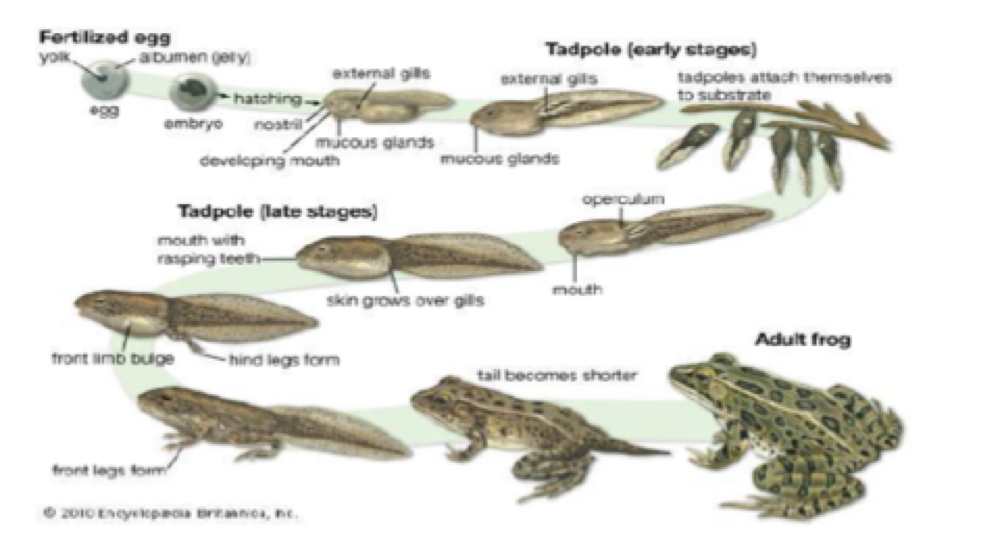 Fertilized egg
yolk
albumen (jelly)
egg
embryo
hatching
nostril
developing mouth
external gills
mucous glands
Tadpole (early stages)
external gills
mucous glands
tadpoles attach themselves
to substrate
operculum
mouth
Tadpole (late stages)
mouth with
rasping teeth
skin grows over gills
front limb bulge
hind legs form
front legs form
tail becomes shorter
Adult frog
© 2010 Encyclopædia Britannica, Inc.